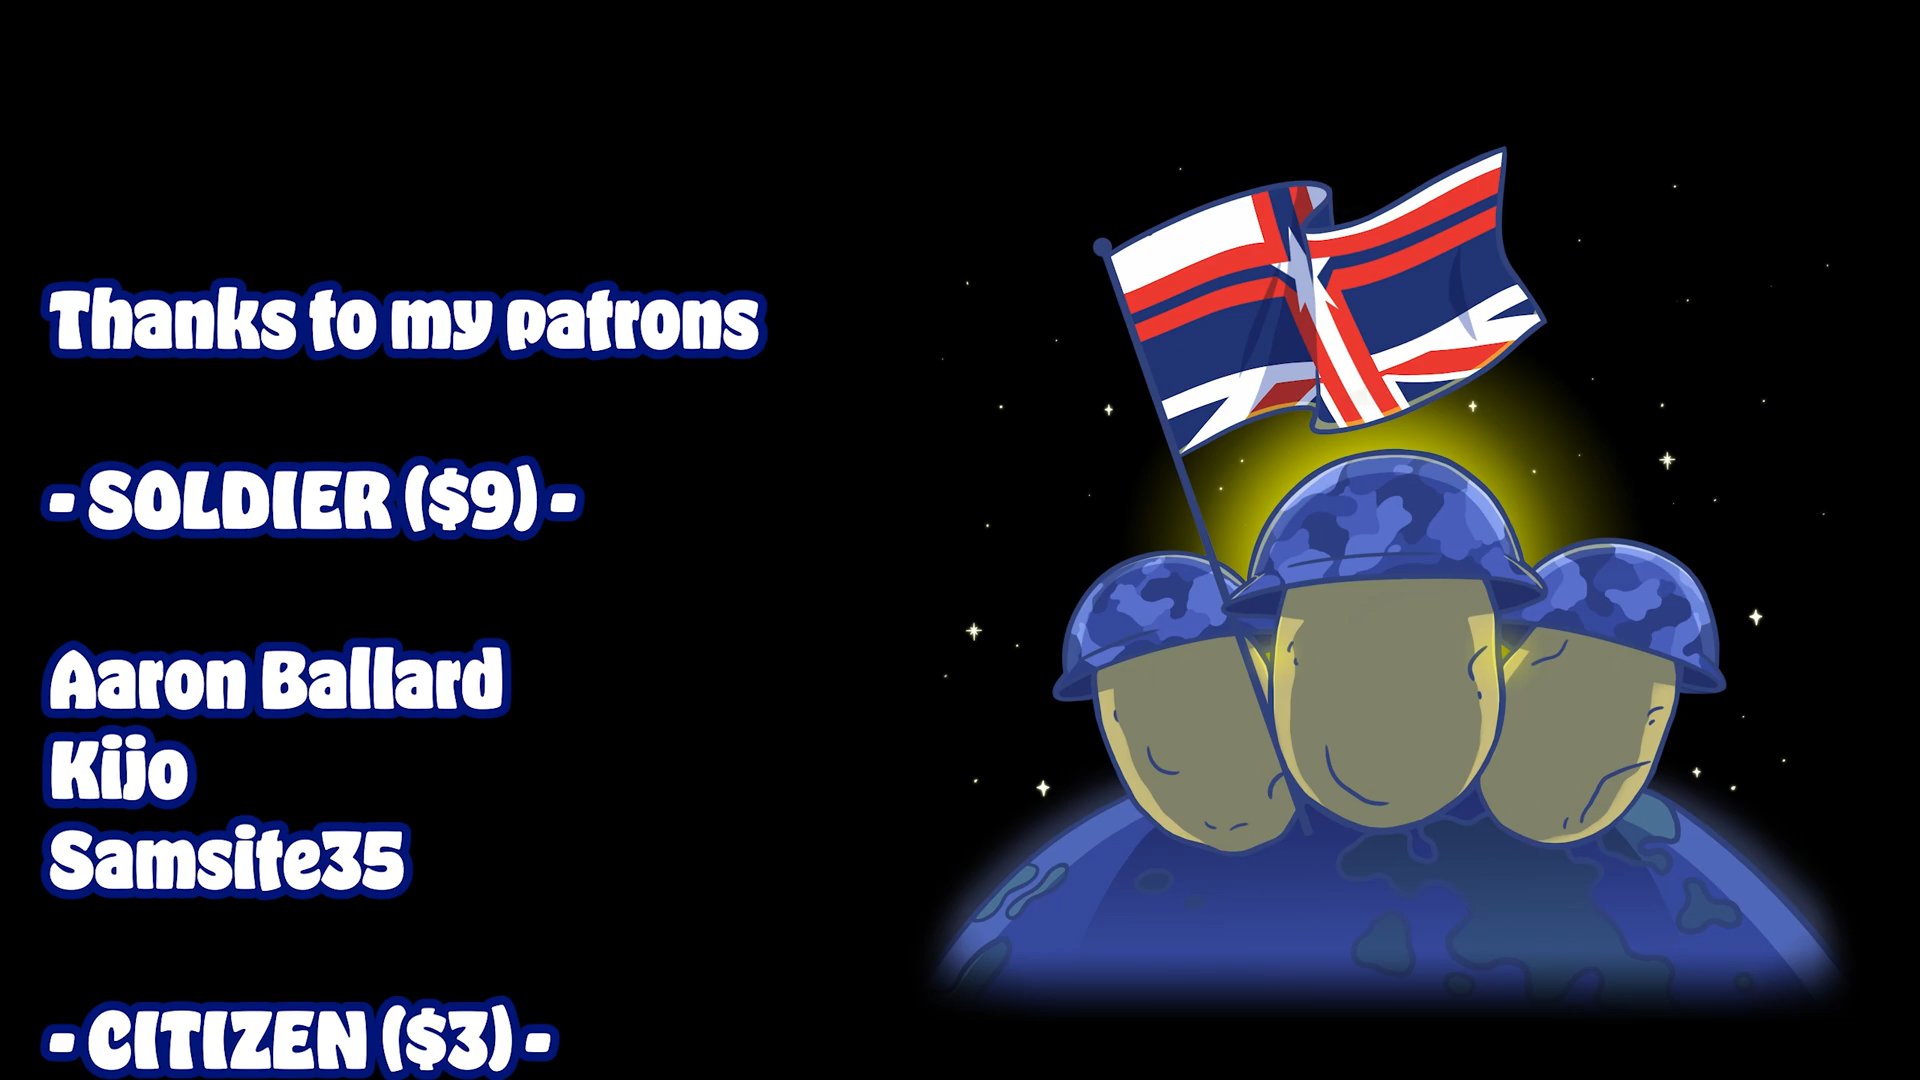 Thanks to my patrons
- SOLDIER ($9) -
Aaron Ballard
Kijo
Samsite35
- CITIZEN ($3) -